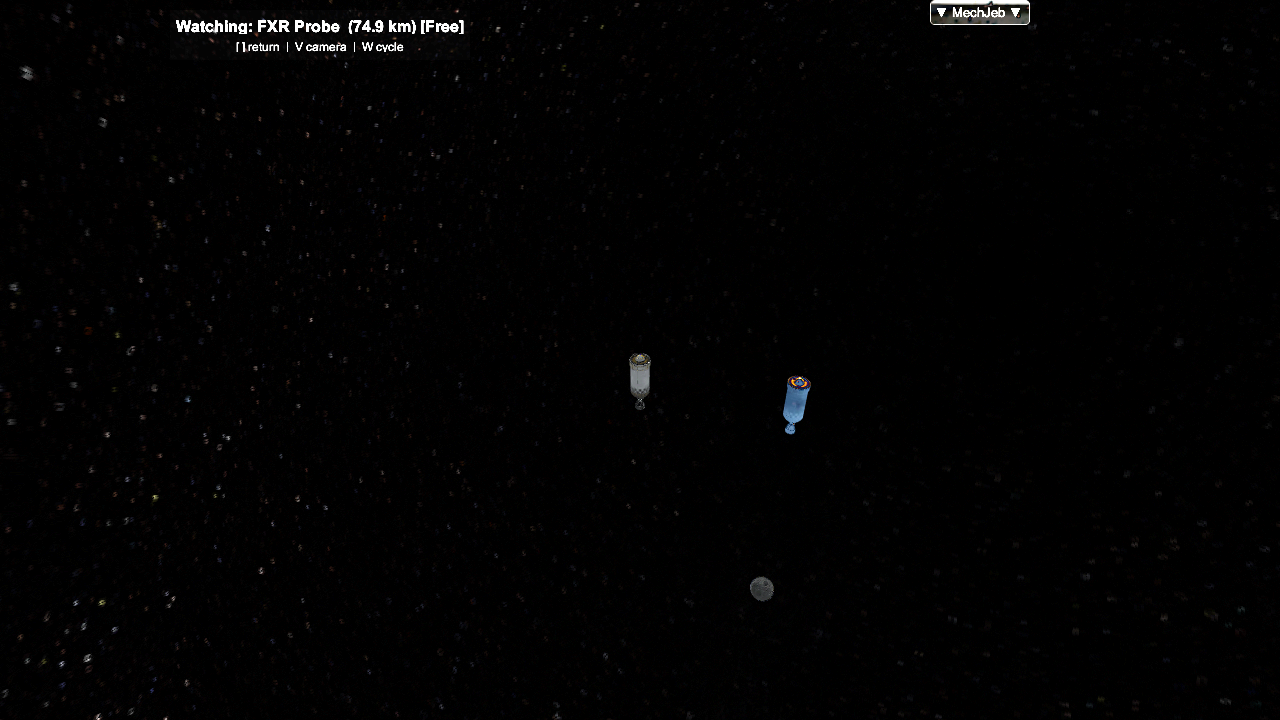 Watching: FXR Probe (74.9 km) [Free]
[ ] return | V camera | W cycle
▼ MechJeb ▼